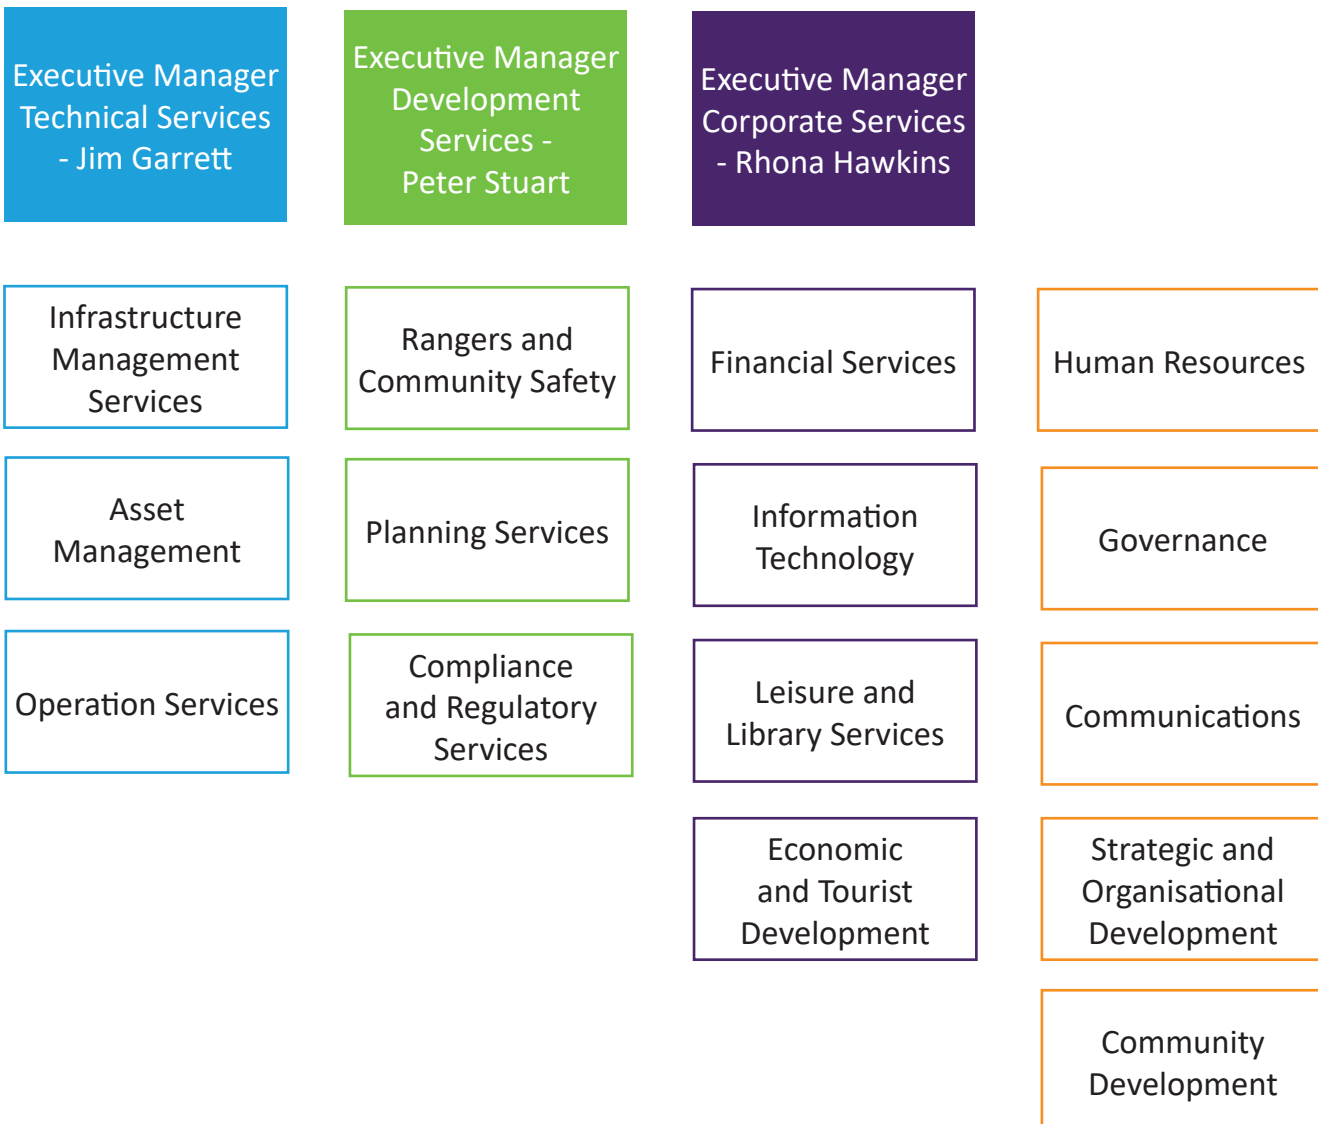 Executive Manager
Technical Services
- Jim Garrett
Executive Manager
Development
Services -
Peter Stuart
Executive Manager
Corporate Services
- Rhona Hawkins
Infrastructure
Management
Services
Rangers and
Community Safety
Financial Services
Human Resources
Asset
Management
Planning Services
Information
Technology
Governance
Operation Services
Compliance
and Regulatory
Services
Leisure and
Library Services
Communications
Economic
and Tourist
Development
Strategic and
Organisational
Development
Community
Development